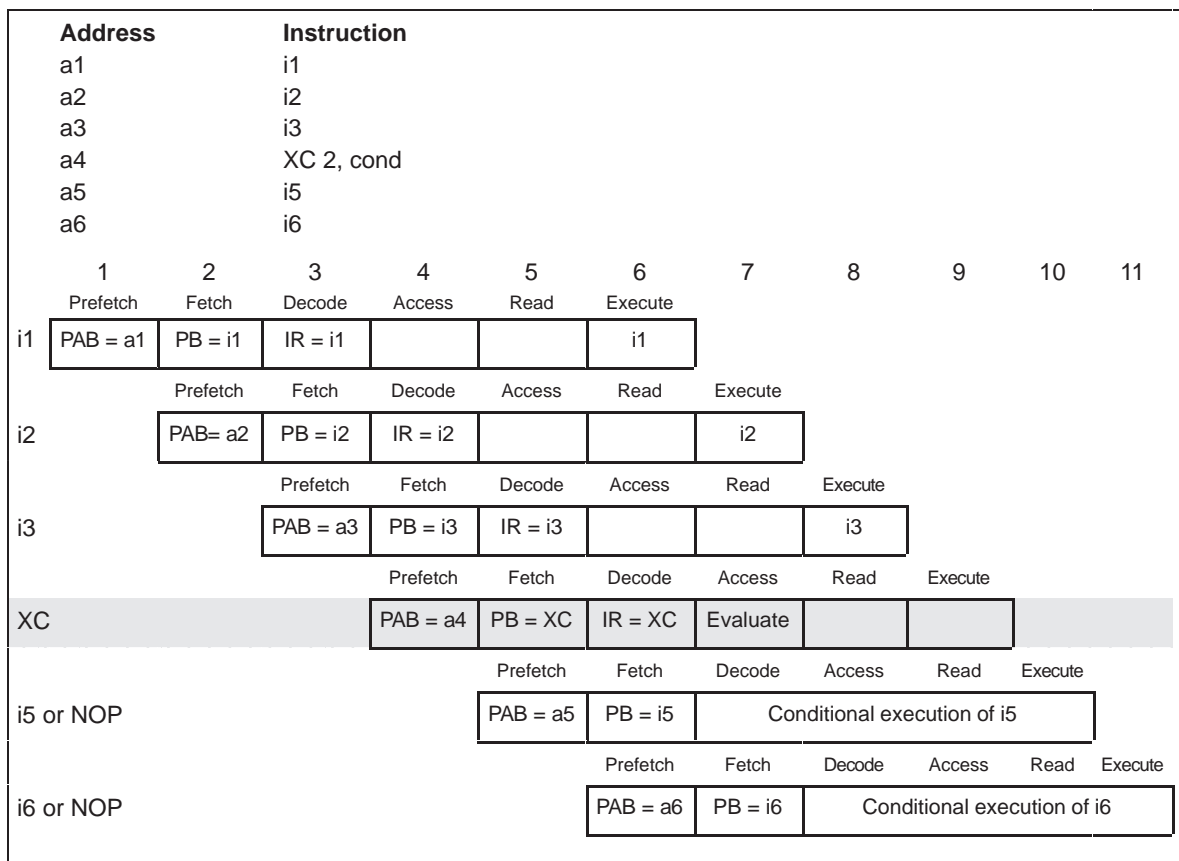 Address Instruction
a1 i1
a2 i2
a3 i3
a4 XC 2, cond
a5 i5
a6 i6
1 2 3 4 5 6 7 8 9 10 11
Prefetch Fetch Decode Access Read Execute
i1 PAB = a1 PB = i1 IR = i1 i1
Prefetch Fetch Decode Access Read Execute
i2 PAB= a2 PB = i2 IR = i2 i2
Prefetch Fetch Decode Access Read Execute
i3 PAB = a3 PB = i3 IR = i3 i3
Prefetch Fetch Decode Access Read Execute
XC PAB = a4 PB = XC IR = XC Evaluate
Prefetch Fetch Decode Access Read Execute
i5 or NOP PAB = a5 PB = i5 Conditional execution of i5
Prefetch Fetch Decode Access Read Execute
i6 or NOP PAB = a6 PB = i6 Conditional execution of i6